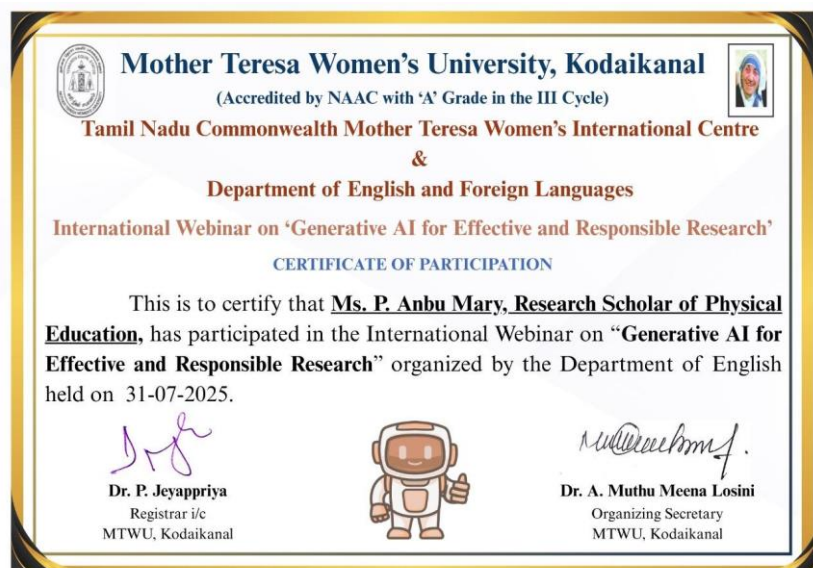 Mother Teresa Women's University, Kodaikanal
(Accredited by NAAC with 'A' Grade in the III Cycle)
Tamil Nadu Commonwealth Mother Teresa Women's International Centre
&
Department of English and Foreign Languages
International Webinar on 'Generative AI for Effective and Responsible Research'
CERTIFICATE OF PARTICIPATION
This is to certify that Ms. P. Anbu Mary, Research Scholar of Physical
Education, has participated in the International Webinar on "Generative AI for
Effective and Responsible Research" organized by the Department of English
held on 31-07-2025.
Dr. P. Jeyappriya
Registrar i/c
MTWU, Kodaikanal
Dr. A. Muthu Meena Losini
Organizing Secretary
MTWU, Kodaikanal